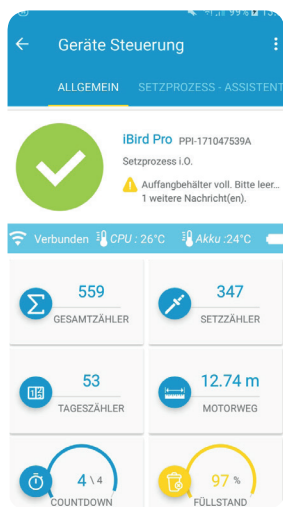 99%
Geräte Steuerung
ALLGEMEIN SETZPROZESS - ASSISTENT
iBird Pro PPI-171047539A
Setzprozess i.O.
Auffangbehälter voll. Bitte leer...
1 weitere Nachricht(en).
Verbunden CPU : 26°C Akku :24°C
559 347
GESAMTZÄHLER SETZZÄHLER
53 12.74 m
TAGESZÄHLER MOTORWEG
4 \ 4 97 %
COUNTDOWN FÜLLSTAND